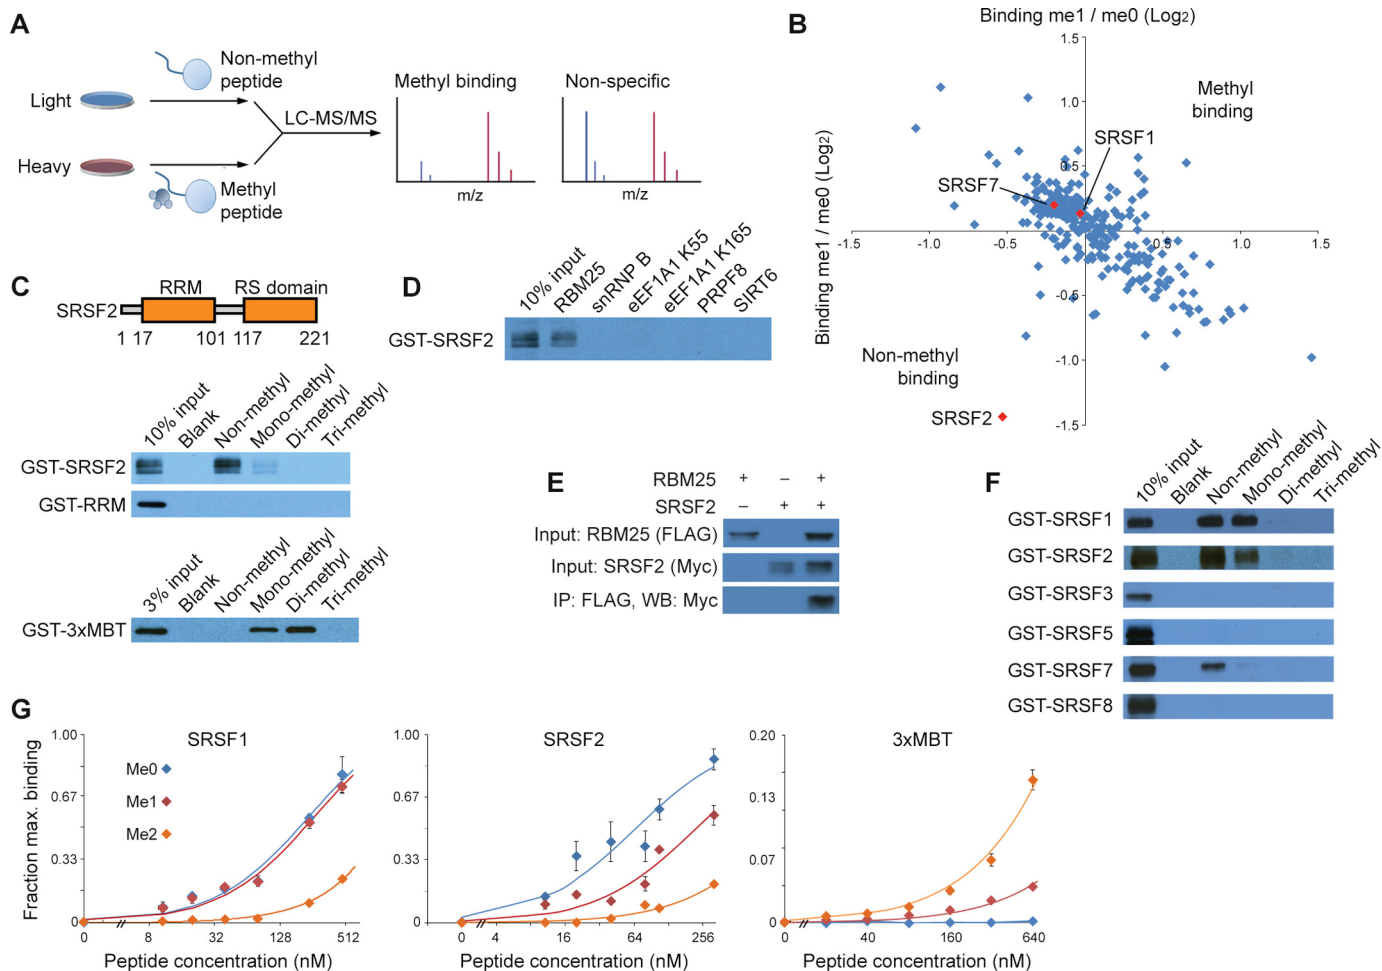 A
Light
Heavy
Non-methyl
peptide
Methyl
peptide
LC-MS/MS
Methyl binding
Non-specific
m/z
m/z
B
Binding me1 / me0 (Log2)
Binding me1 / me0 (Log2)
1.5
1.0
0.5
-0.5
-1.0
-1.5
-1.5
-1.0
-0.5
0.5
1.0
1.5
Methyl
binding
SRSF1
SRSF7
Non-methyl
binding
SRSF2
C
RRM
RS domain
SRSF2
1 17 101 117 221
10% input
Blank
Non-methyl
Mono-methyl
Di-methyl
Tri-methyl
GST-SRSF2
GST-RRM
3% input
Blank
Non-methyl
Mono-methyl
Di-methyl
Tri-methyl
GST-3xMBT
D
10% input
RBM25
snRNP B
eEF1A1 K55
eEF1A1 K165
PRPF8
SIRT6
GST-SRSF2
E
RBM25 + – +
SRSF2 – + +
Input: RBM25 (FLAG)
Input: SRSF2 (Myc)
IP: FLAG, WB: Myc
F
10% input
Blank
Non-methyl
Mono-methyl
Di-methyl
Tri-methyl
GST-SRSF1
GST-SRSF2
GST-SRSF3
GST-SRSF5
GST-SRSF7
GST-SRSF8
G
Fraction max. binding
SRSF1
1.00
0.67
0.33
0
Me0
Me1
Me2
0 8 32 128 512
Peptide concentration (nM)
SRSF2
1.00
0.67
0.33
0
0 4 16 64 256
Peptide concentration (nM)
3xMBT
0.20
0.13
0.07
0
0 40 160 640
Peptide concentration (nM)